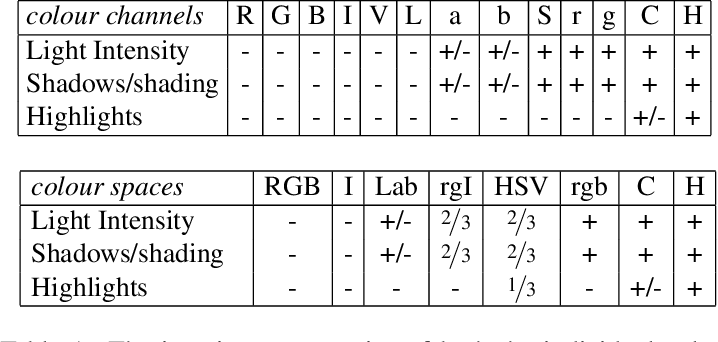 colour channels R G B I V L a b S r g C H
Light Intensity - - - - - - +/- +/- + + + + +
Shadows/shading - - - - - - +/- +/- + + + + +
Highlights - - - - - - - - - - - +/- +
colour spaces RGB I Lab rgI HSV rgb C H
Light Intensity - - +/- 2/3 2/3 + + +
Shadows/shading - - +/- 2/3 2/3 + + +
Highlights - - - - 1/3 - +/- +